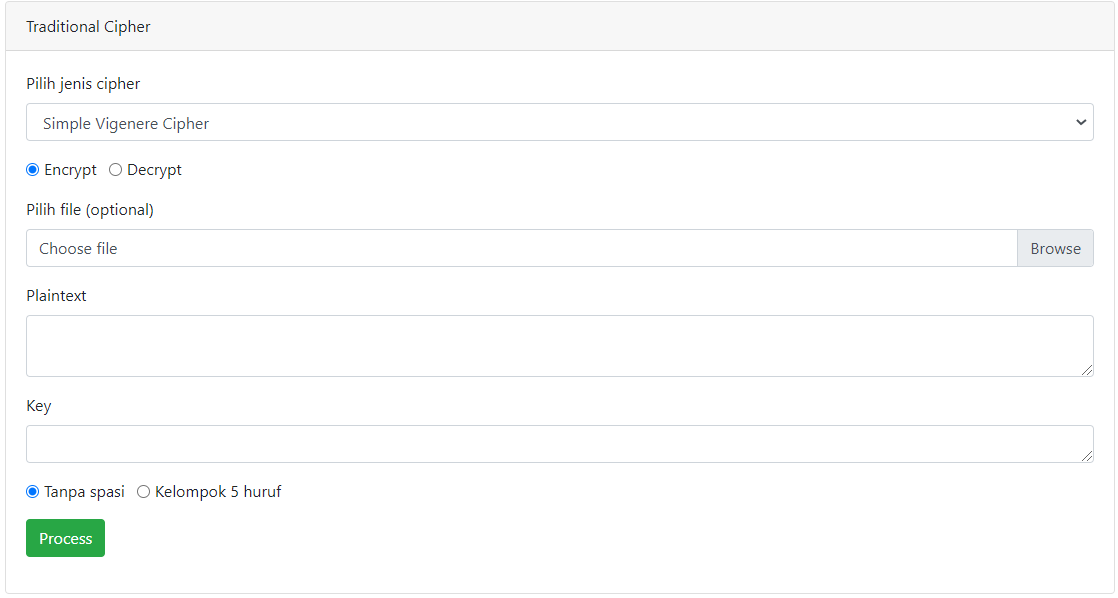 Traditional Cipher
Pilih jenis cipher
Simple Vigenere Cipher
Encrypt Decrypt
Pilih file (optional)
Choose file Browse
Plaintext
Key
Tanpa spasi Kelompok 5 huruf
Process